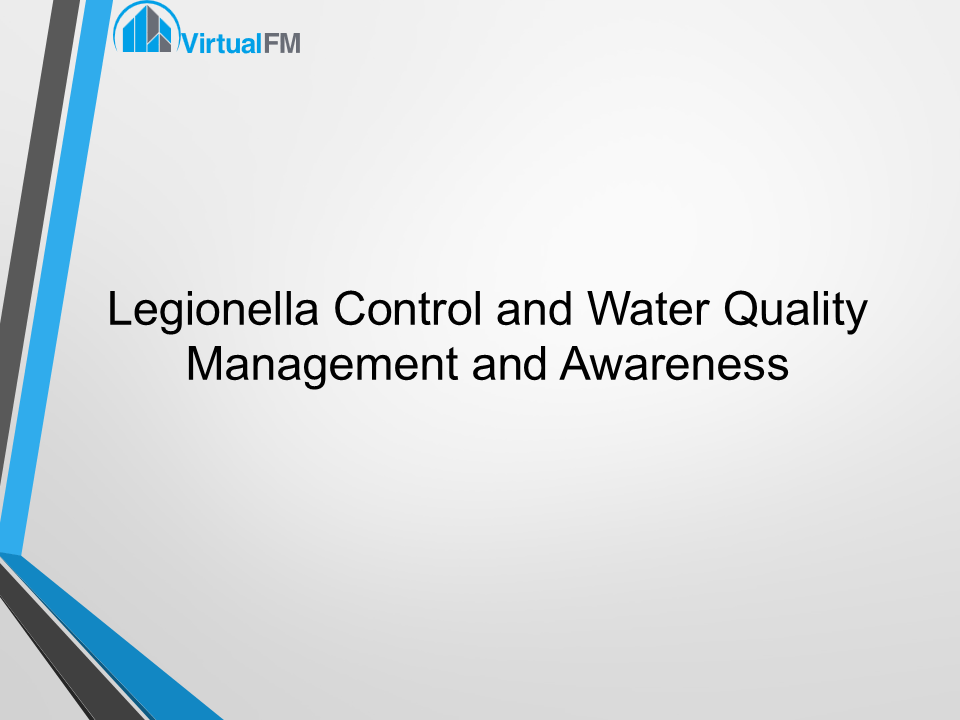 VirtualFM
Legionella Control and Water Quality
Management and Awareness